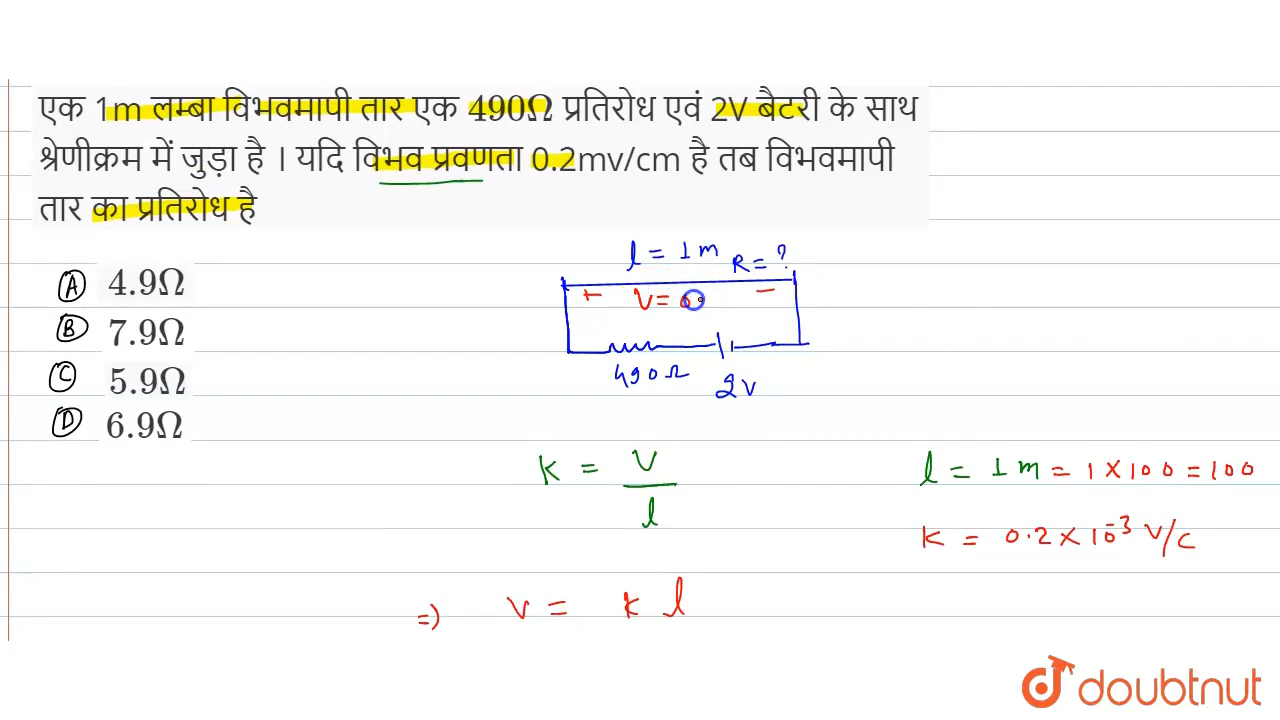 एक 1m लम्बा विभवमापी तार एक 490Ω प्रतिरोध एवं 2V बैटरी के साथ
श्रेणीक्रम में जुड़ा है । यदि विभव प्रवणता 0.2mv/cm है तब विभवमापी
तार का प्रतिरोध है
(A) 4.9Ω
(B) 7.9Ω
(C) 5.9Ω
(D) 6.9Ω
l = 1m R = ?
+ V = 0. −
490Ω
2V
K = V/l
l = 1m = 1×100 = 100
K = 0.2×10⁻³ V/c
⇒ V = K l
doubtnut